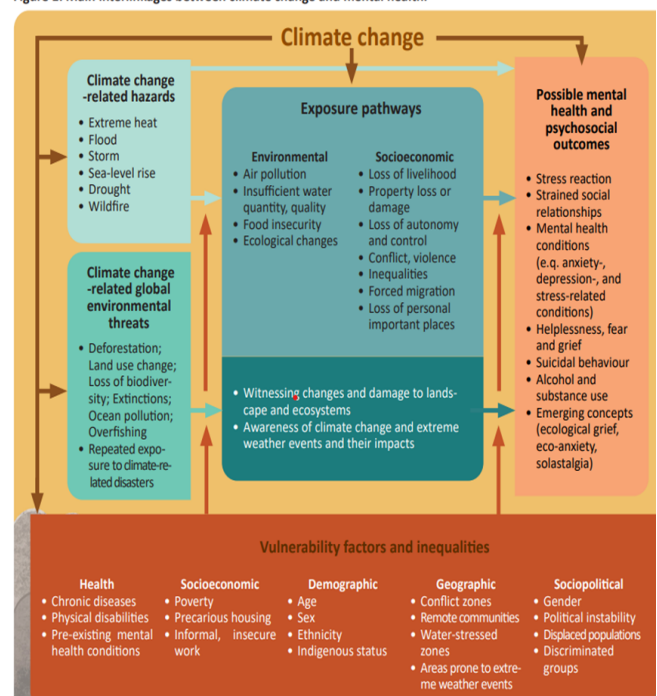 Climate change
Climate change
-related hazards
• Extreme heat
• Flood
• Storm
• Sea-level rise
• Drought
• Wildfire
Climate change
-related global
environmental
threats
• Deforestation;
Land use change;
Loss of biodiver-
sity; Extinctions;
Ocean pollution;
Overfishing
• Repeated expo-
sure to climate-re-
lated disasters
Exposure pathways
Environmental
• Air pollution
• Insufficient water
quantity, quality
• Food insecurity
• Ecological changes
Socioeconomic
• Loss of livelihood
• Property loss or
damage
• Loss of autonomy
and control
• Conflict, violence
• Inequalities
• Forced migration
• Loss of personal
important places
• Witnessing changes and damage to lands-
cape and ecosystems
• Awareness of climate change and extreme
weather events and their impacts
Possible mental
health and
psychosocial
outcomes
• Stress reaction
• Strained social
relationships
• Mental health
conditions
(e.g. anxiety-,
depression-, and
stress-related
conditions)
• Helplessness, fear
and grief
• Suicidal behaviour
• Alcohol and
substance use
• Emerging concepts
(ecological grief,
eco-anxiety,
solastalgia)
Vulnerability factors and inequalities
Health
• Chronic diseases
• Physical disabilities
• Pre-existing mental
health conditions
Socioeconomic
• Poverty
• Precarious housing
• Informal, insecure
work
Demographic
• Age
• Sex
• Ethnicity
• Indigenous status
Geographic
• Conflict zones
• Remote communities
• Water-stressed
zones
• Areas prone to extre-
me weather events
Sociopolitical
• Gender
• Political instability
• Displaced populations
• Discriminated
groups